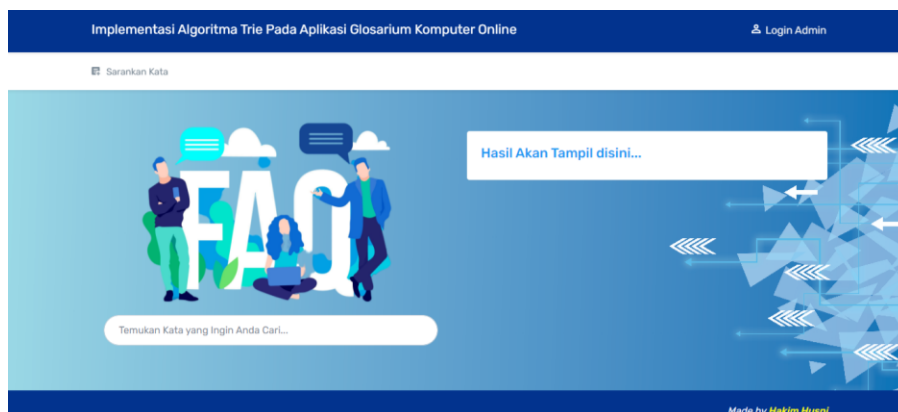 Implementasi Algoritma Trie Pada Aplikasi Glosarium Komputer Online
Login Admin
Sarankan Kata
FAQ
Hasil Akan Tampil disini...
Temukan Kata yang Ingin Anda Cari...
Made by Hakim Husni